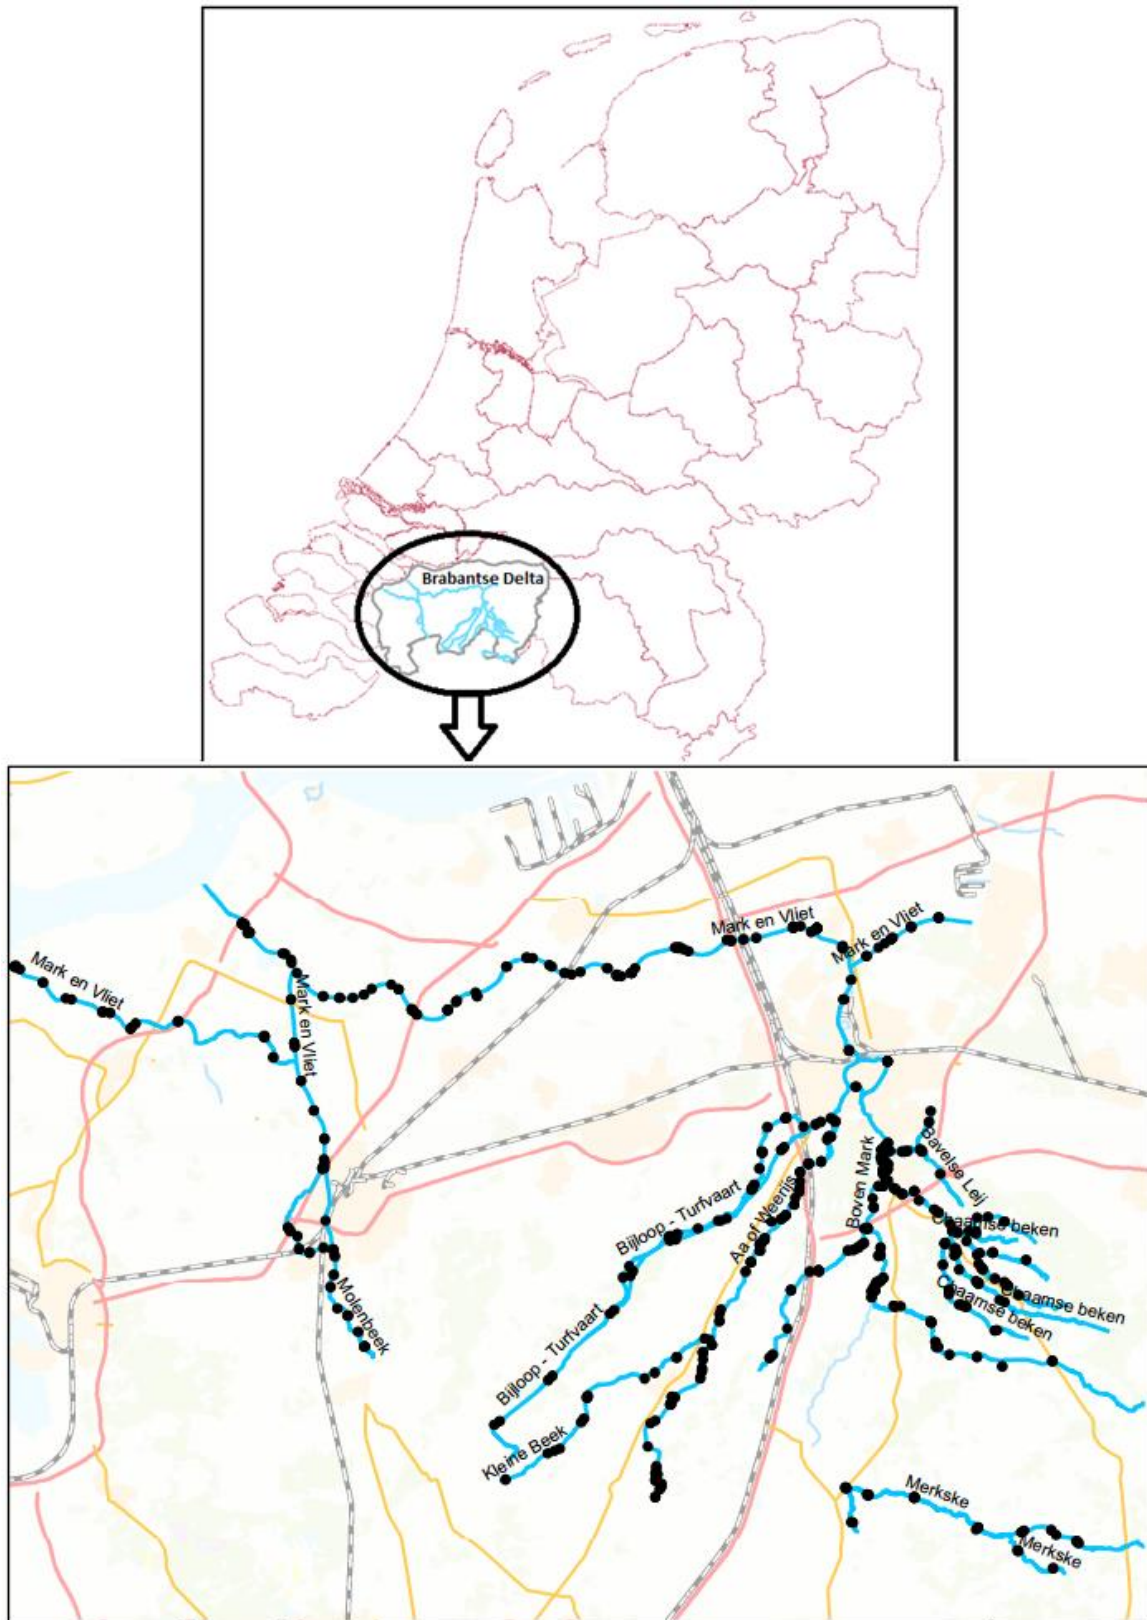 Brabantse Delta
Mark en Vliet
Mark en Vliet
Mark en Vliet
Mark en Vliet
Bavelse Leij
Boven Mark
Chaamse beken
Bijloop - Turfvaart
Aa of Weerijs
Chaamse beken
Chaamse beken
Molenbeek
Bijloop - Turfvaart
Kleine Beek
Merkske
Merkske